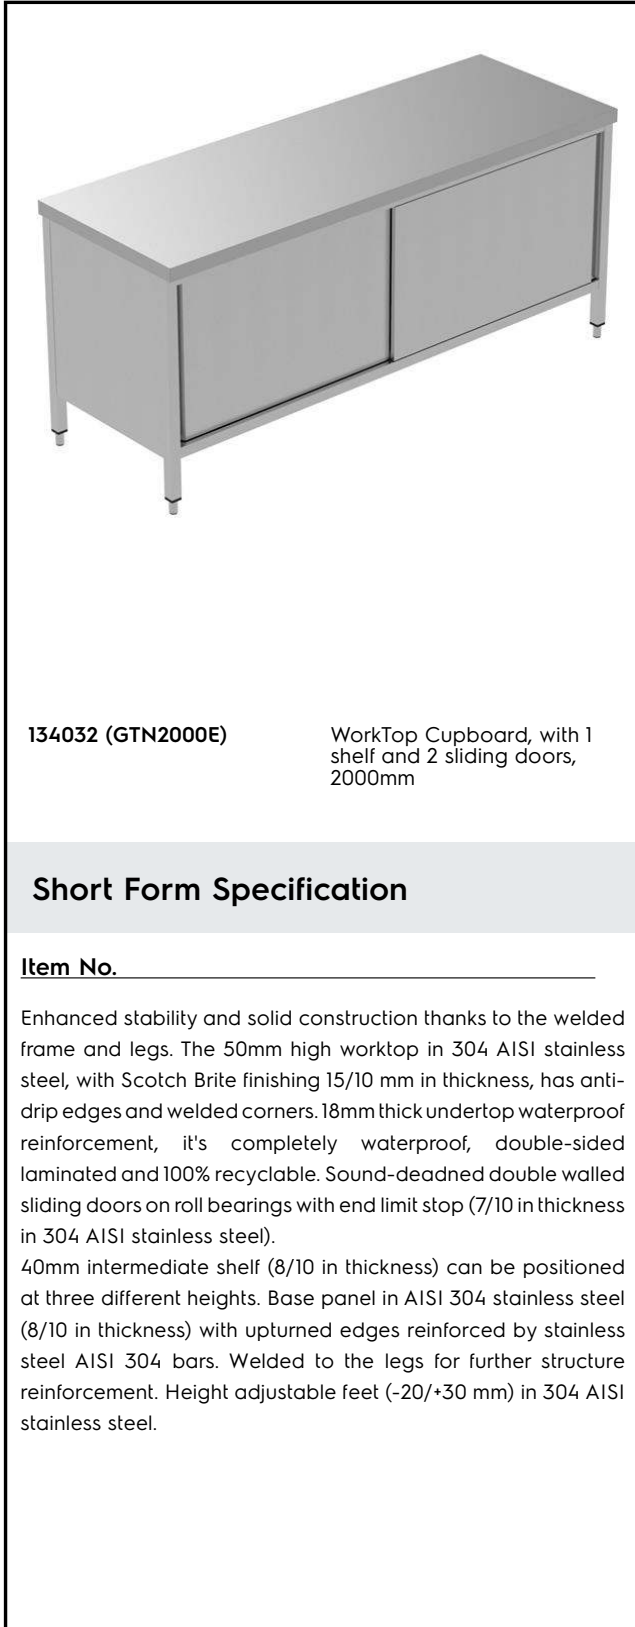 134032 (GTN2000E)
WorkTop Cupboard, with 1
shelf and 2 sliding doors,
2000mm
Short Form Specification
Item No.
Enhanced stability and solid construction thanks to the welded
frame and legs. The 50mm high worktop in 304 AISI stainless
steel, with Scotch Brite finishing 15/10 mm in thickness, has anti-
drip edges and welded corners. 18mm thick undertop waterproof
reinforcement, it's completely waterproof, double-sided
laminated and 100% recyclable. Sound-deadned double walled
sliding doors on roll bearings with end limit stop (7/10 in thickness
in 304 AISI stainless steel).
40mm intermediate shelf (8/10 in thickness) can be positioned
at three different heights. Base panel in AISI 304 stainless steel
(8/10 in thickness) with upturned edges reinforced by stainless
steel AISI 304 bars. Welded to the legs for further structure
reinforcement. Height adjustable feet (-20/+30 mm) in 304 AISI
stainless steel.